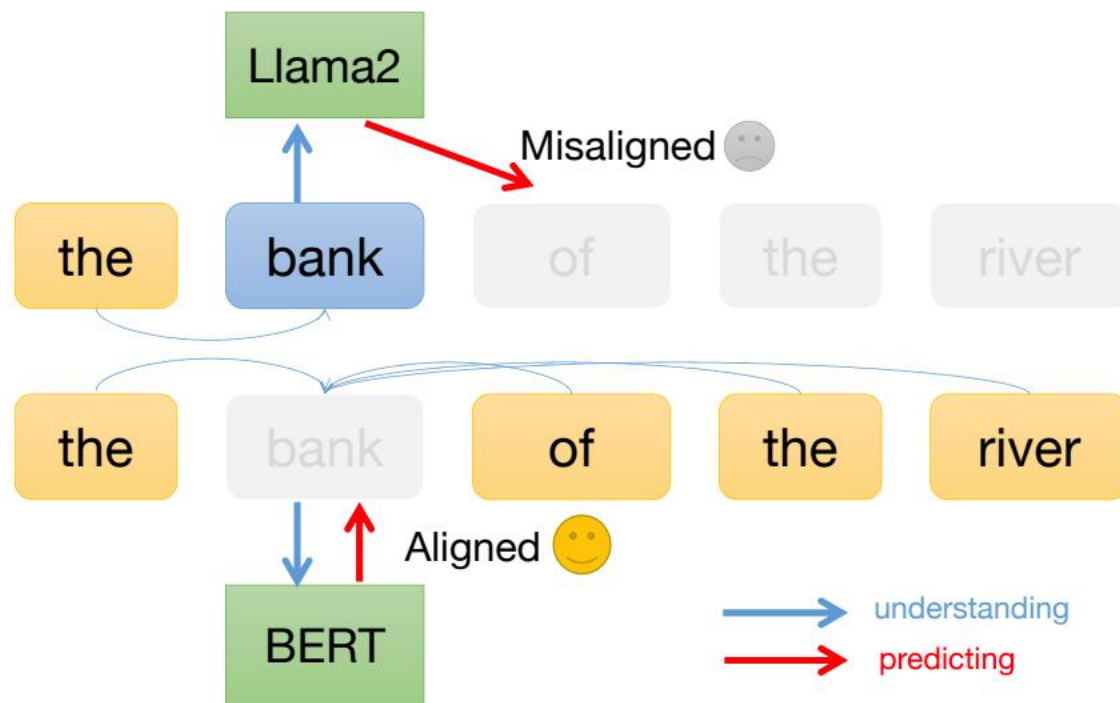 Llama2
Misaligned
the bank of the river
the bank of the river
Aligned
BERT
understanding
predicting